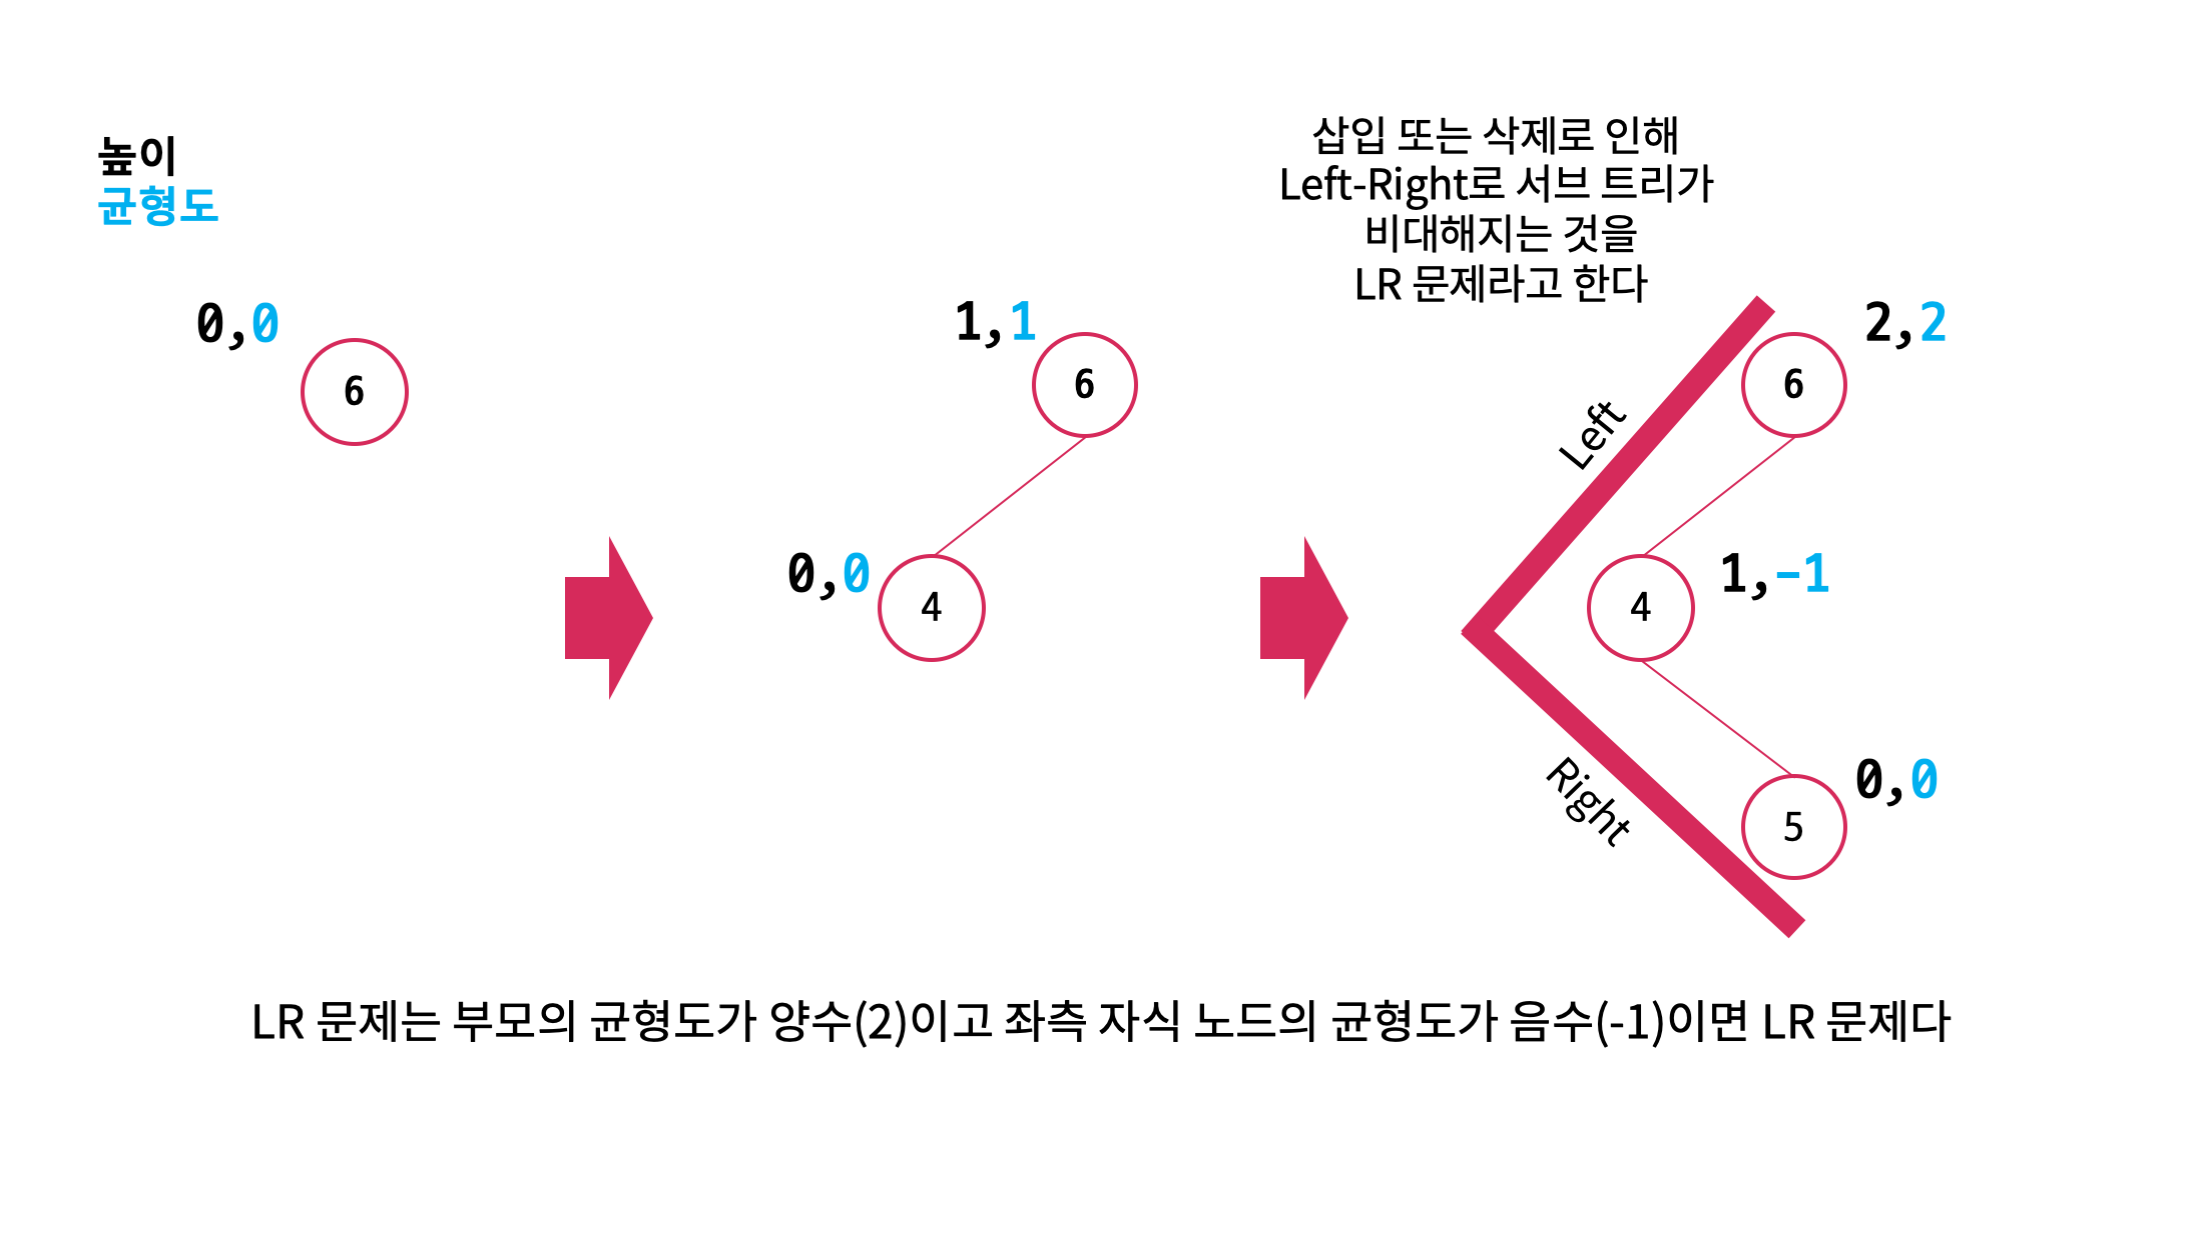 높이
균형도
삽입 또는 삭제로 인해
Left-Right로 서브 트리가
비대해지는 것을
LR 문제라고 한다
0,0
6
1,1
6
0,0
4
Left
2,2
6
4
1,-1
Right
0,0
5
LR 문제는 부모의 균형도가 양수(2)이고 좌측 자식 노드의 균형도가 음수(-1)이면 LR 문제다